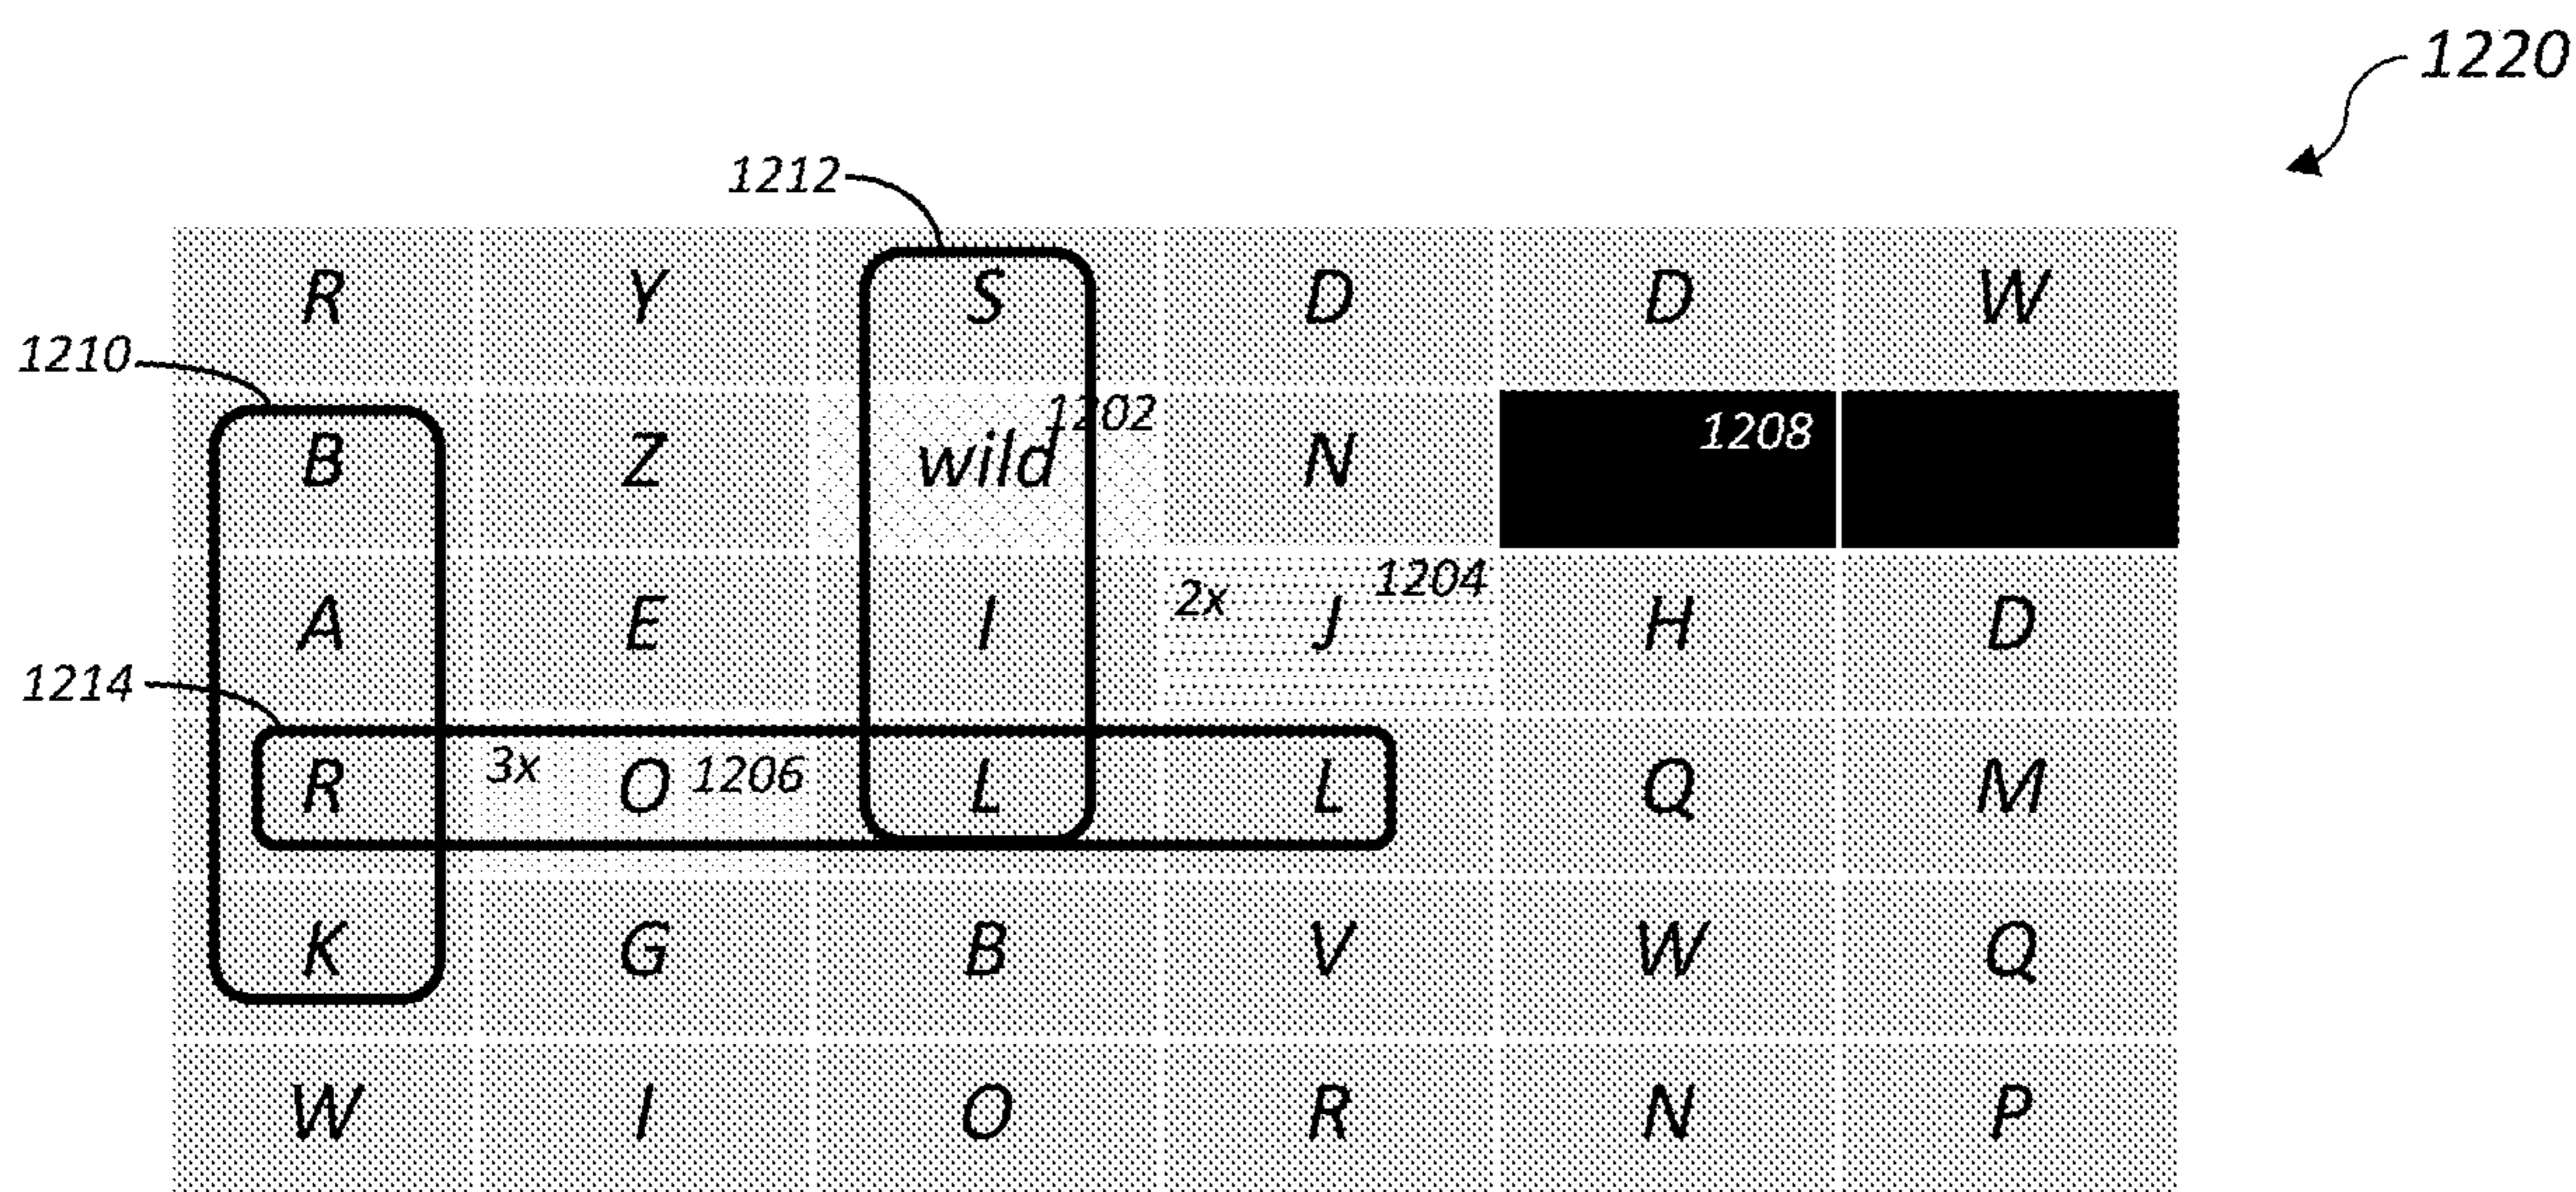 1220
1212
R Y S D D W
1210
B Z wild 1202 N 1208
A E I 2x J 1204 H D
1214
R 3x O 1206 L L Q M
K G B V W Q
W I O R N P